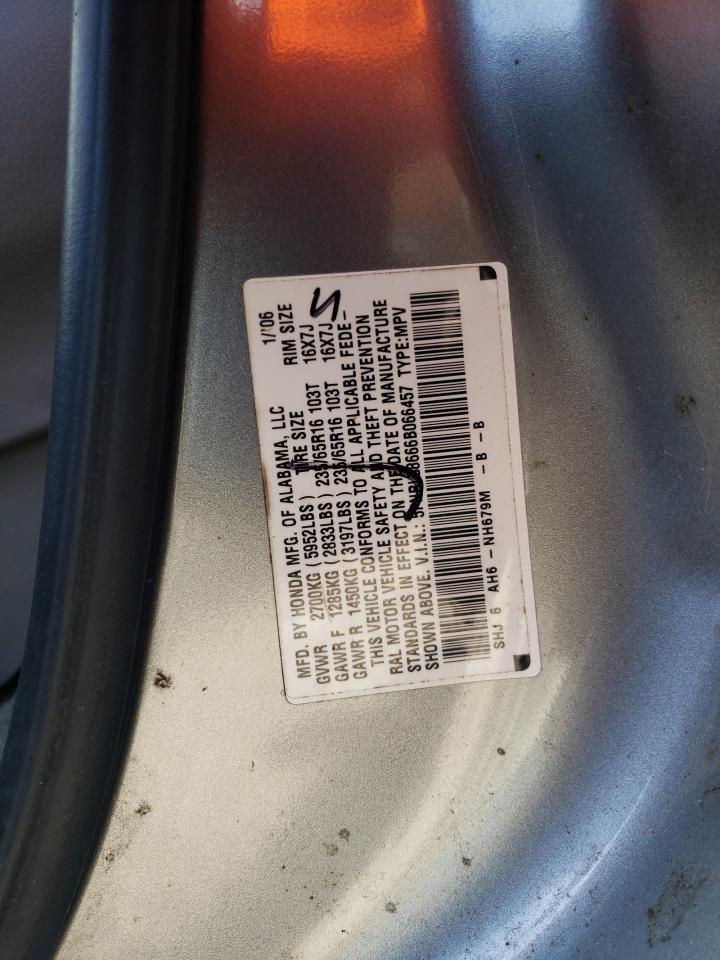 MFD. BY HONDA MFG. OF ALABAMA, LLC 1/06
GVWR 2700KG (5952LBS) TIRE SIZE RIM SIZE
GAWR F 1285KG (2833LBS) 235/65R16 103T 16X7J
GAWR R 1450KG (3197LBS) 235/65R16 103T 16X7J
THIS VEHICLE CONFORMS TO ALL APPLICABLE FEDE-
RAL MOTOR VEHICLE SAFETY AND THEFT PREVENTION
STANDARDS IN EFFECT ON THE DATE OF MANUFACTURE
SHOWN ABOVE. V.I.N.: TYPE:MPV
SHJ 6 AH6 -NH679M -B -B